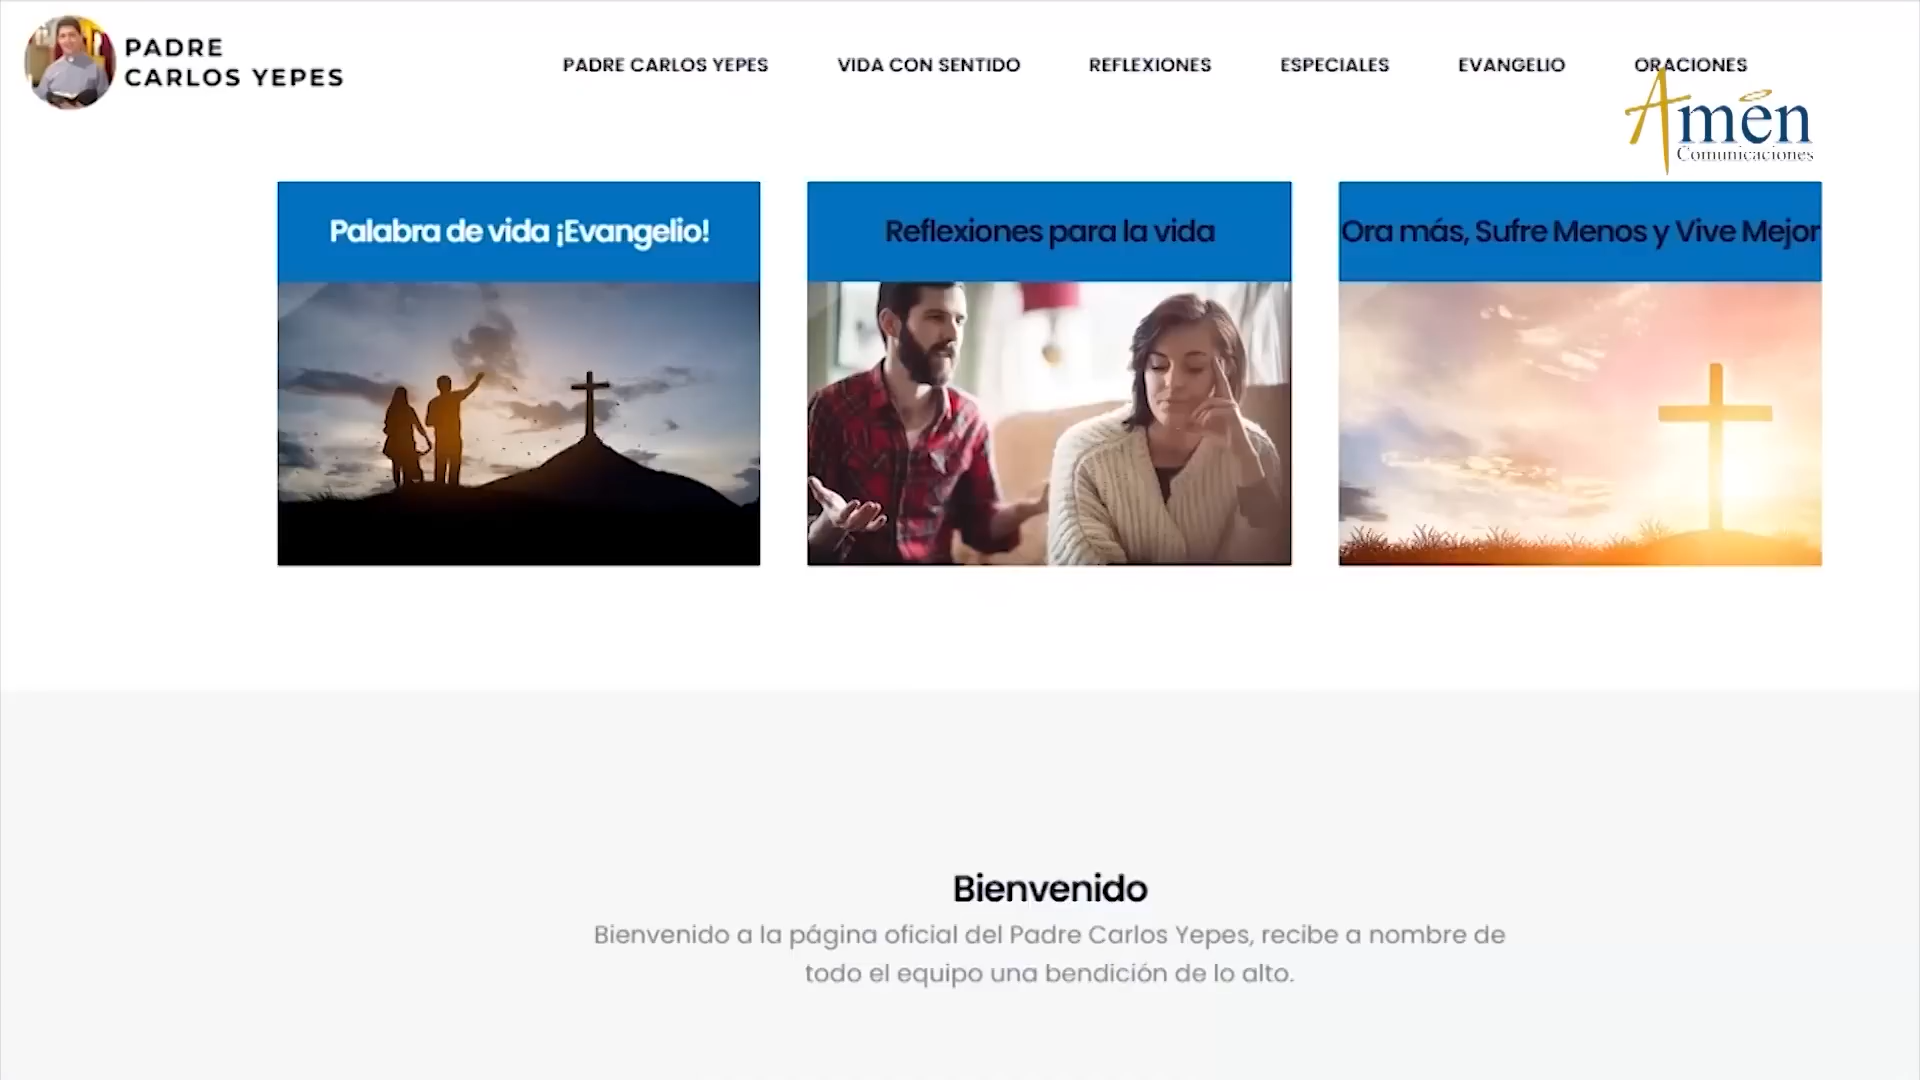 PADRE
CARLOS YEPES
PADRE CARLOS YEPES
VIDA CON SENTIDO
REFLEXIONES
ESPECIALES
EVANGELIO
ORACIONES
Amén
Comunicaciones
Palabra de vida ¡Evangelio!
Reflexiones para la vida
Ora más, Sufre Menos y Vive Mejor
Bienvenido
Bienvenido a la página oficial del Padre Carlos Yepes, recibe a nombre de
todo el equipo una bendición de lo alto.